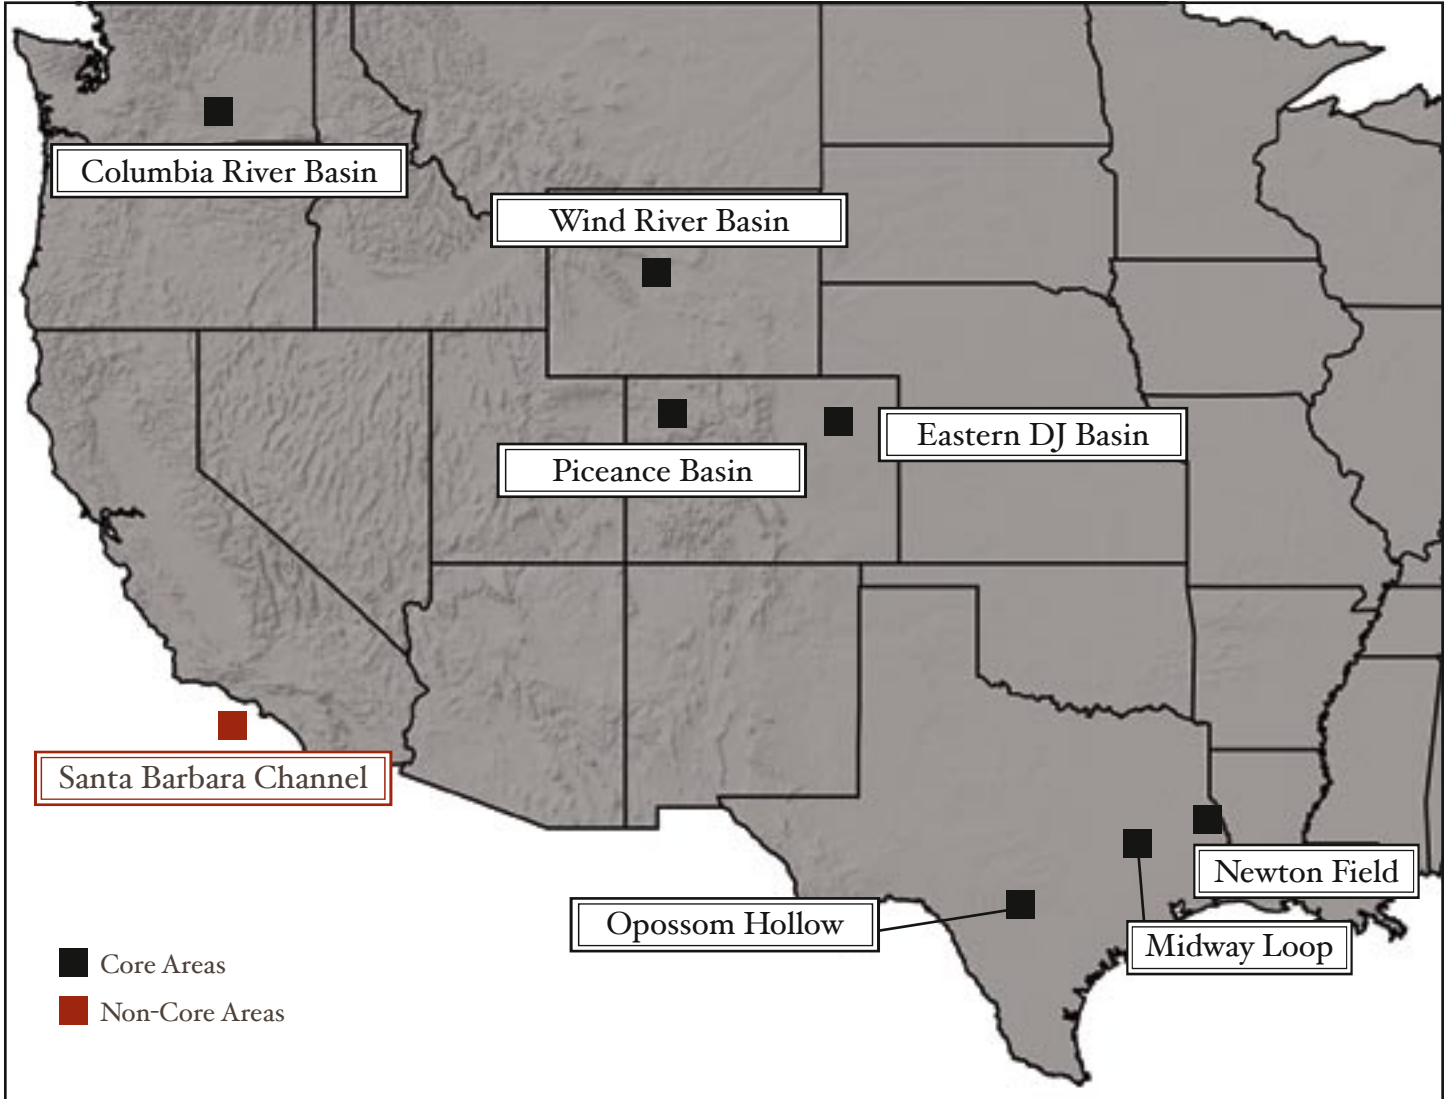 Columbia River Basin
Wind River Basin
Eastern DJ Basin
Piceance Basin
Santa Barbara Channel
Newton Field
Opossom Hollow
Midway Loop
Core Areas
Non-Core Areas